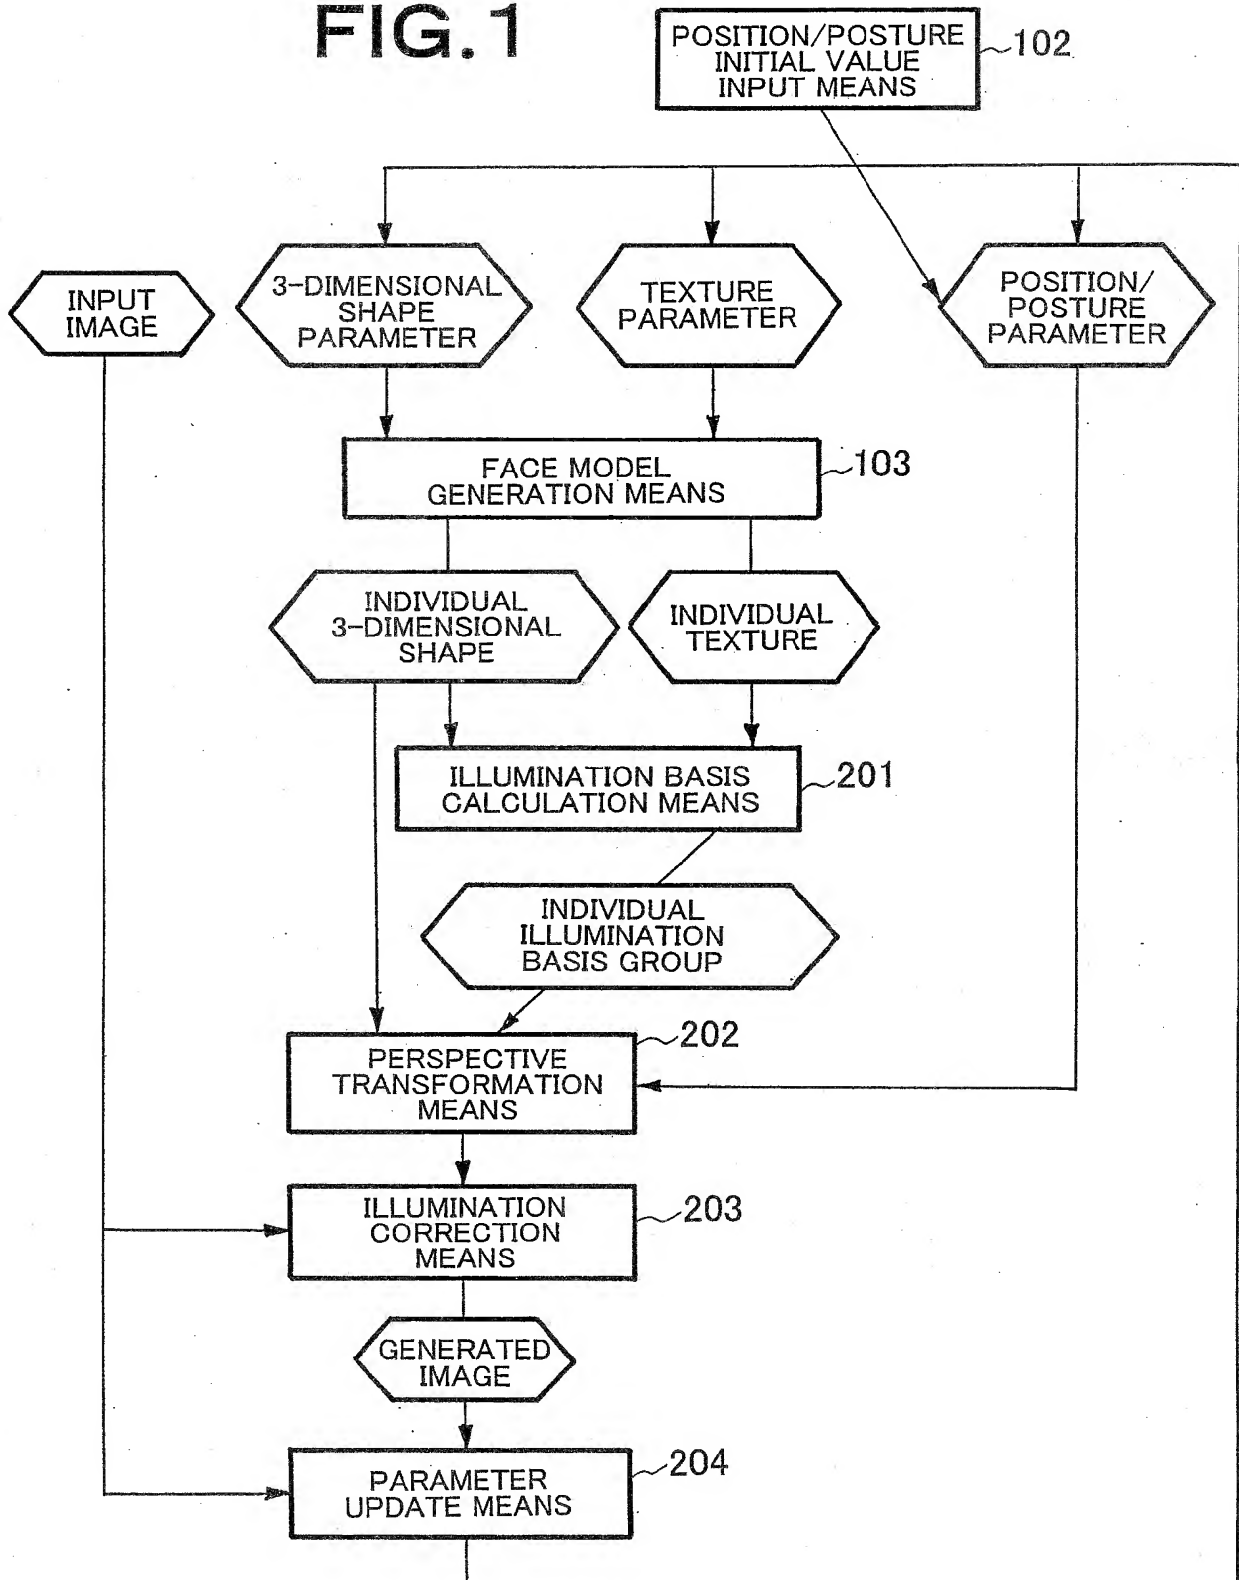 FIG. 1
POSITION/POSTURE
INITIAL VALUE
INPUT MEANS
102
INPUT
IMAGE
3-DIMENSIONAL
SHAPE
PARAMETER
TEXTURE
PARAMETER
POSITION/
POSTURE
PARAMETER
FACE MODEL
GENERATION MEANS
103
INDIVIDUAL
3-DIMENSIONAL
SHAPE
INDIVIDUAL
TEXTURE
ILLUMINATION BASIS
CALCULATION MEANS
201
INDIVIDUAL
ILLUMINATION
BASIS GROUP
PERSPECTIVE
TRANSFORMATION
MEANS
202
ILLUMINATION
CORRECTION
MEANS
203
GENERATED
IMAGE
PARAMETER
UPDATE MEANS
204